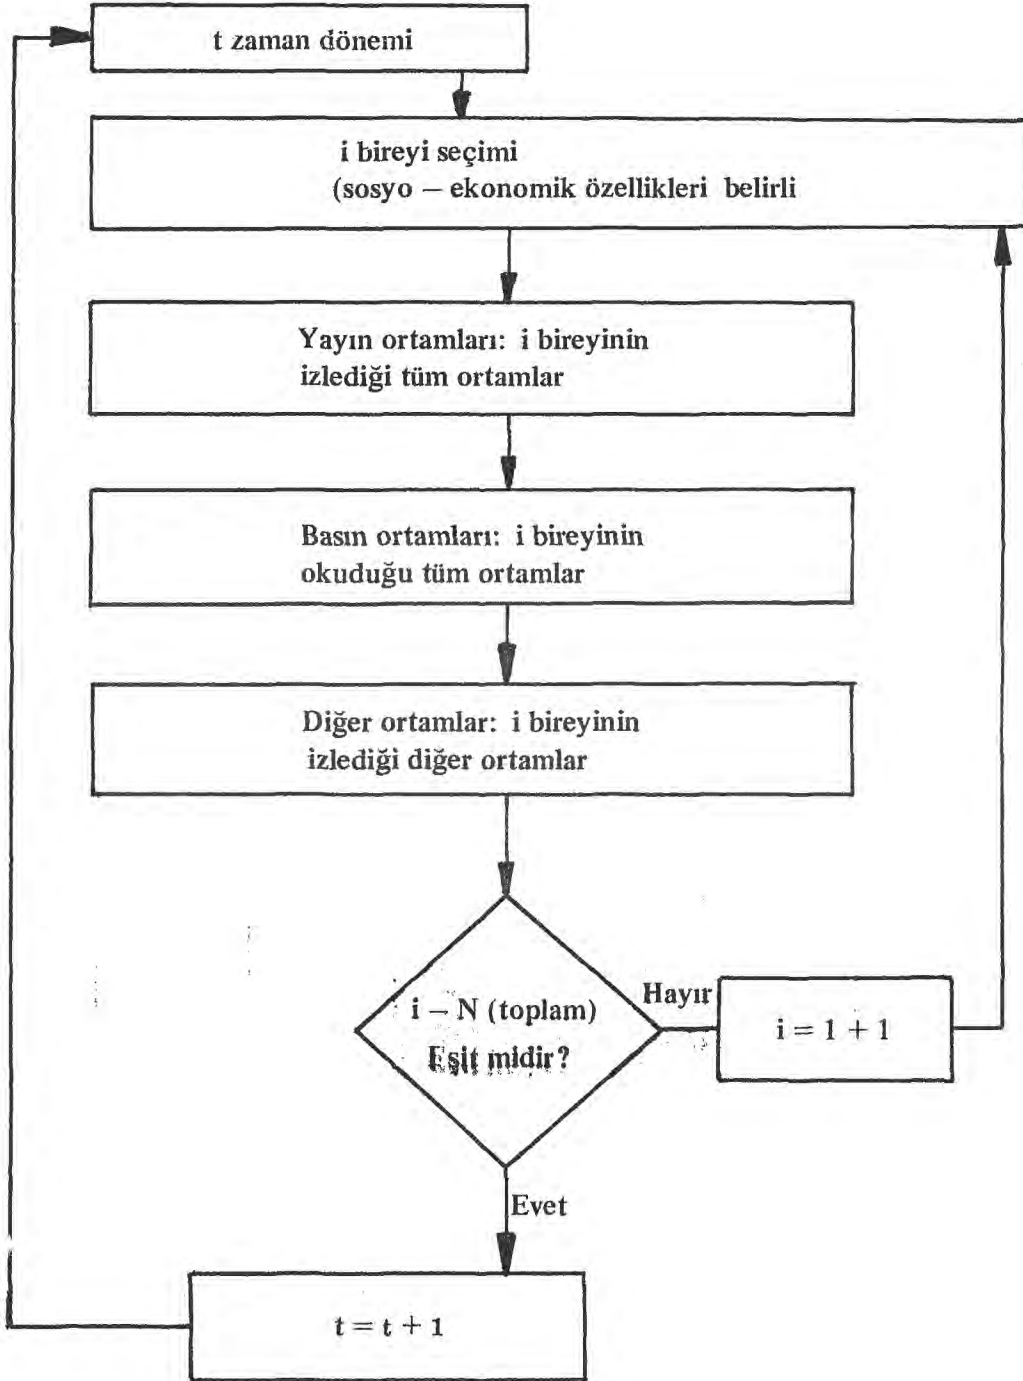 t zaman dönemi
i bireyi seçimi
(sosyo – ekonomik özellikleri belirli
Yayın ortamları: i bireyinin
izlediği tüm ortamlar
Basın ortamları: i bireyinin
okuduğu tüm ortamlar
Diğer ortamlar: i bireyinin
izlediği diğer ortamlar
i – N (toplam)
Eşit midir?
Hayır
i = 1 + 1
Evet
t = t + 1